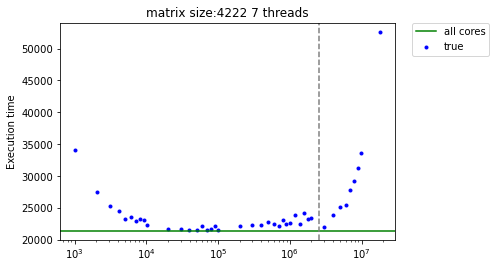 matrix size:4222 7 threads
all cores
true
Execution time
50000
45000
40000
35000
30000
25000
20000
10³ 10⁴ 10⁵ 10⁶ 10⁷